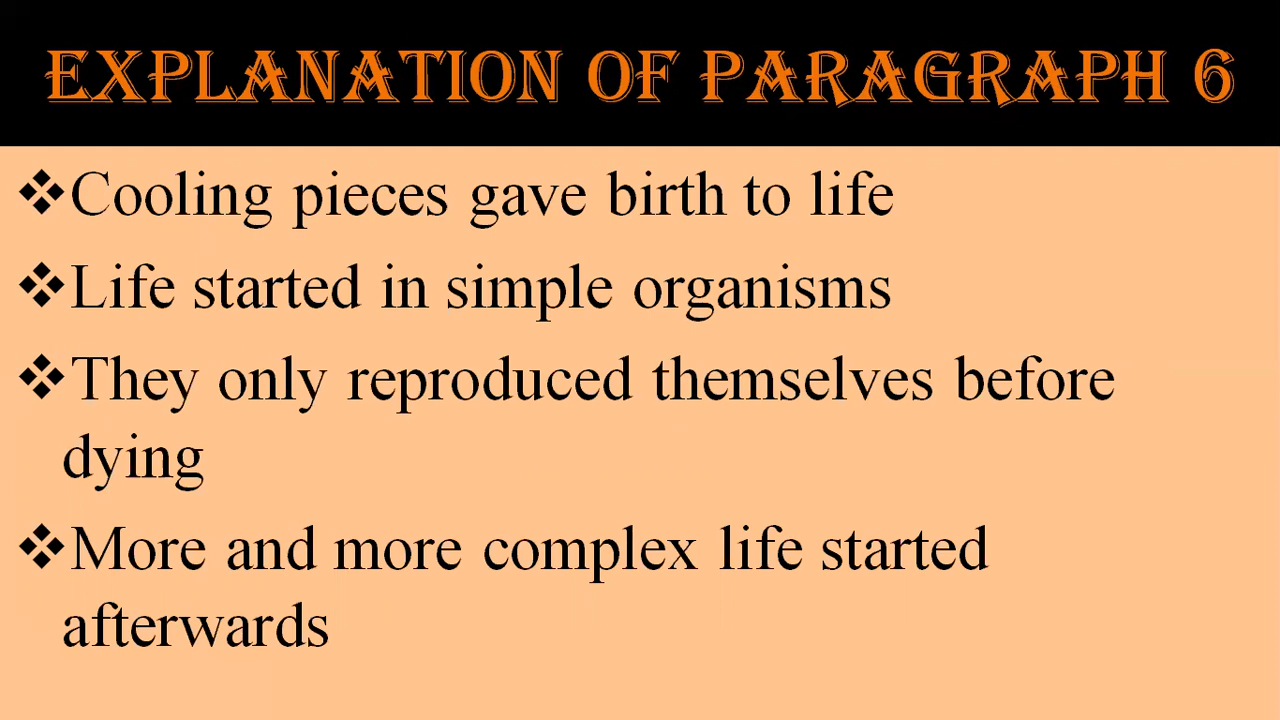 EXPLANATION OF PARAGRAPH 6
❖Cooling pieces gave birth to life
❖Life started in simple organisms
❖They only reproduced themselves before
dying
❖More and more complex life started
afterwards